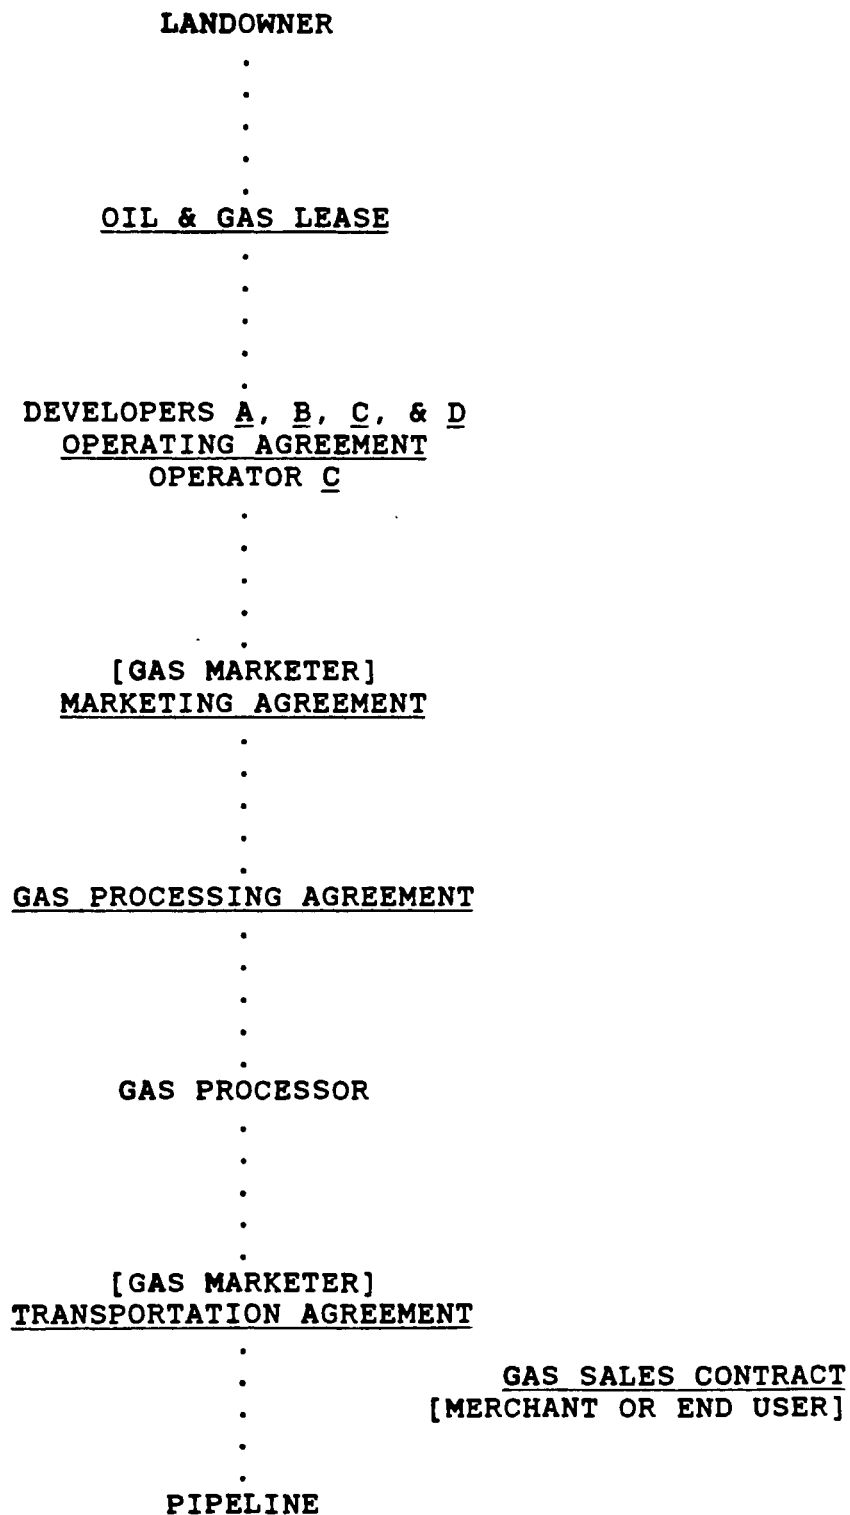 LANDOWNER
OIL & GAS LEASE
DEVELOPERS A, B, C, & D
OPERATING AGREEMENT
OPERATOR C
[GAS MARKETER]
MARKETING AGREEMENT
GAS PROCESSING AGREEMENT
GAS PROCESSOR
[GAS MARKETER]
TRANSPORTATION AGREEMENT
GAS SALES CONTRACT
[MERCHANT OR END USER]
PIPELINE